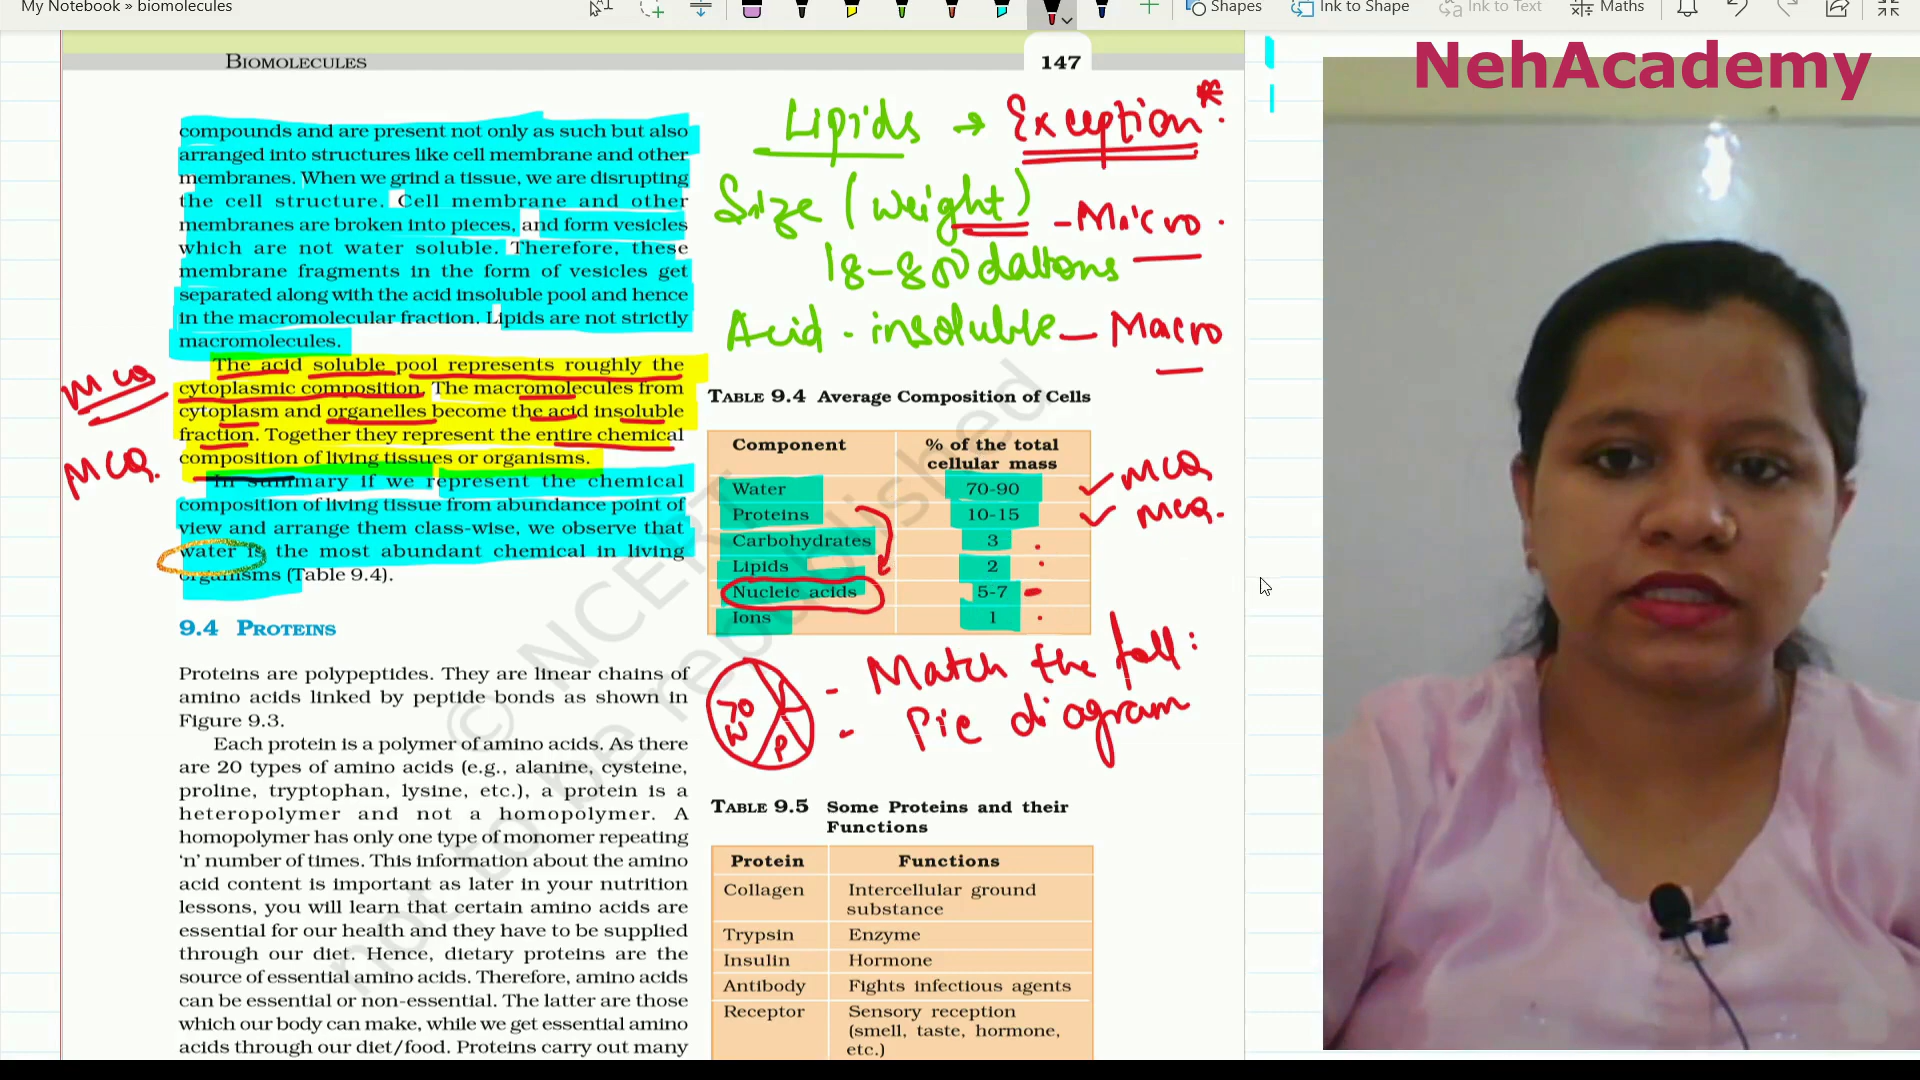 My Notebook » biomolecules
Shapes
Ink to Shape
Ink to Text
Maths
NehAcademy
BIOMOLECULES
147
compounds and are present not only as such but also
arranged into structures like cell membrane and other
membranes. When we grind a tissue, we are disrupting
the cell structure. Cell membrane and other
membranes are broken into pieces, and form vesicles
which are not water soluble. Therefore, these
membrane fragments in the form of vesicles get
separated along with the acid insoluble pool and hence
in the macromolecular fraction. Lipids are not strictly
macromolecules.
The acid soluble pool represents roughly the
cytoplasmic composition. The macromolecules from
cytoplasm and organelles become the acid insoluble
fraction. Together they represent the entire chemical
composition of living tissues or organisms.
In summary if we represent the chemical
composition of living tissue from abundance point of
view and arrange them class-wise, we observe that
water is the most abundant chemical in living
organisms (Table 9.4).
MCQ
MCQ.
9.4 PROTEINS
Proteins are polypeptides. They are linear chains of
amino acids linked by peptide bonds as shown in
Figure 9.3.
Each protein is a polymer of amino acids. As there
are 20 types of amino acids (e.g., alanine, cysteine,
proline, tryptophan, lysine, etc.), a protein is a
heteropolymer and not a homopolymer. A
homopolymer has only one type of monomer repeating
‘n’ number of times. This information about the amino
acid content is important as later in your nutrition
lessons, you will learn that certain amino acids are
essential for our health and they have to be supplied
through our diet. Hence, dietary proteins are the
source of essential amino acids. Therefore, amino acids
can be essential or non-essential. The latter are those
which our body can make, while we get essential amino
acids through our diet/food. Proteins carry out many
Lipids → Exception*.
Size (weight) - Micro.
18-800 daltons
Acid - insoluble - Macro
TABLE 9.4 Average Composition of Cells
Component % of the total
cellular mass
Water 70-90 MCQ
Proteins 10-15 MCQ.
Carbohydrates 3
Lipids 2
Nucleic acids 5-7
Ions 1
- Match the foll:
- Pie diagram
70
W
P
TABLE 9.5 Some Proteins and their
Functions
Protein Functions
Collagen Intercellular ground
substance
Trypsin Enzyme
Insulin Hormone
Antibody Fights infectious agents
Receptor Sensory reception
(smell, taste, hormone,
etc.)
© NCERT
not to be republished